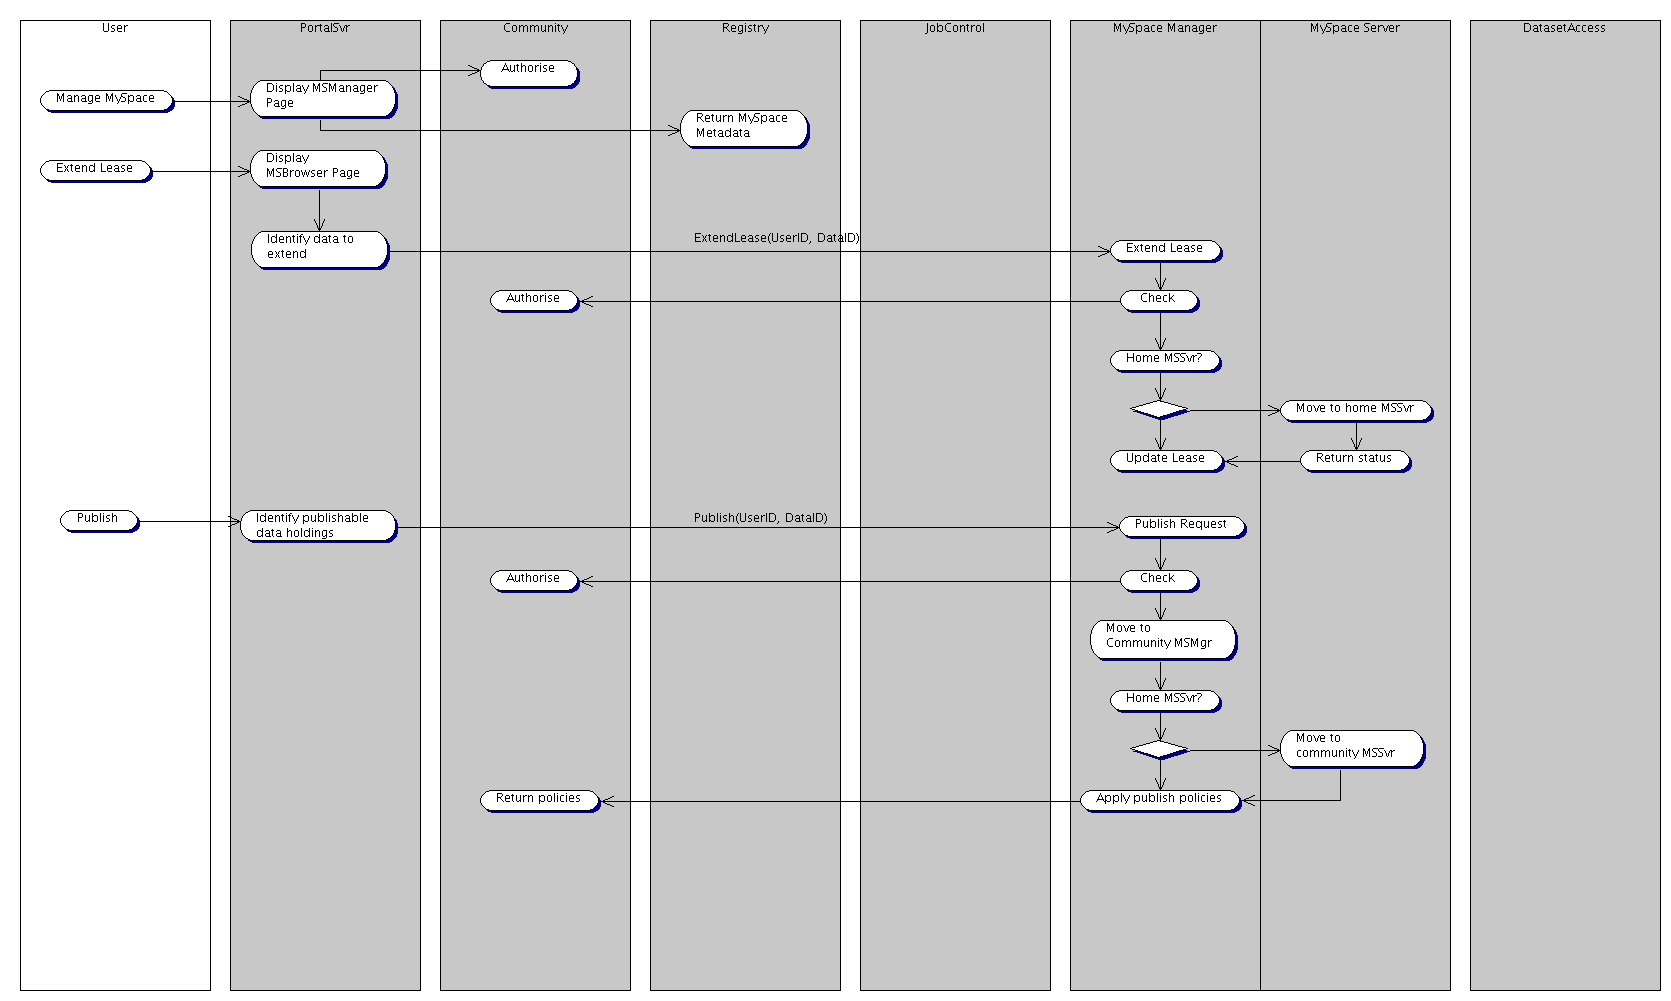 User
PortalSvr
Community
Registry
JobControl
MySpace Manager
MySpace Server
DatasetAccess
Authorise
Manage MySpace
Display MSManager
Page
Return MySpace
Metadata
Extend Lease
Display
MSBrowser Page
Identify data to
extend
ExtendLease(UserID, DataID)
Extend Lease
Authorise
Check
Home MSSvr?
Move to home MSSvr
Update Lease
Return status
Publish
Identify publishable
data holdings
Publish(UserID, DataID)
Publish Request
Authorise
Check
Move to
Community MSMgr
Home MSSvr?
Move to
community MSSvr
Return policies
Apply publish policies